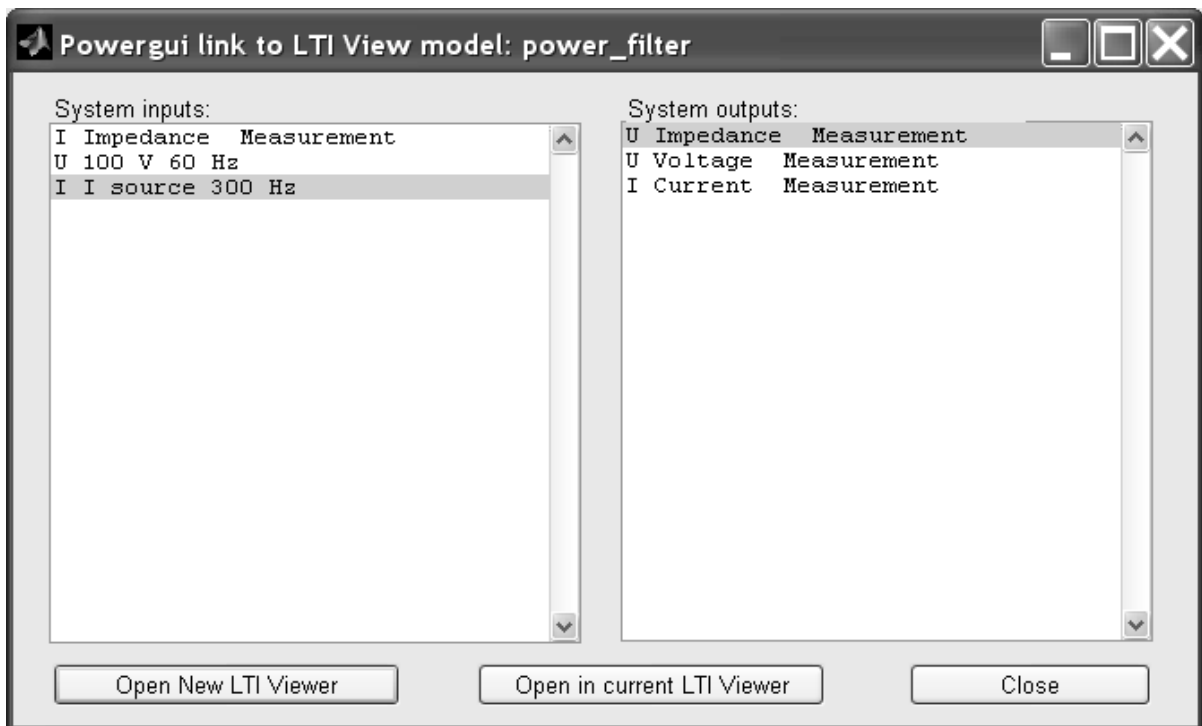 Powergui link to LTI View model: power_filter
System inputs:
I Impedance Measurement
U 100 V 60 Hz
I I source 300 Hz
System outputs:
U Impedance Measurement
U Voltage Measurement
I Current Measurement
Open New LTI Viewer
Open in current LTI Viewer
Close